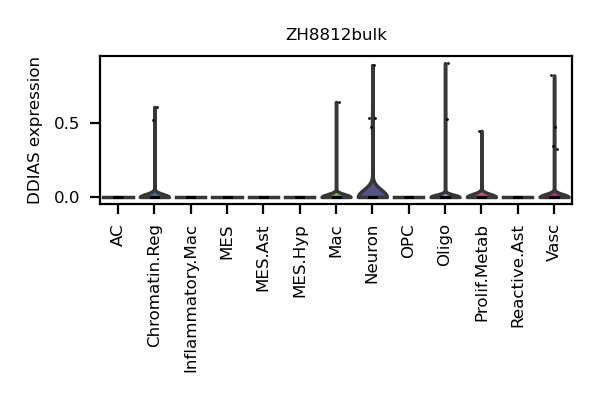 ZH8812bulk
DDIAS expression
0.5
0.0
AC
Chromatin.Reg
Inflammatory.Mac
MES
MES.Ast
MES.Hyp
Mac
Neuron
OPC
Oligo
Prolif.Metab
Reactive.Ast
Vasc